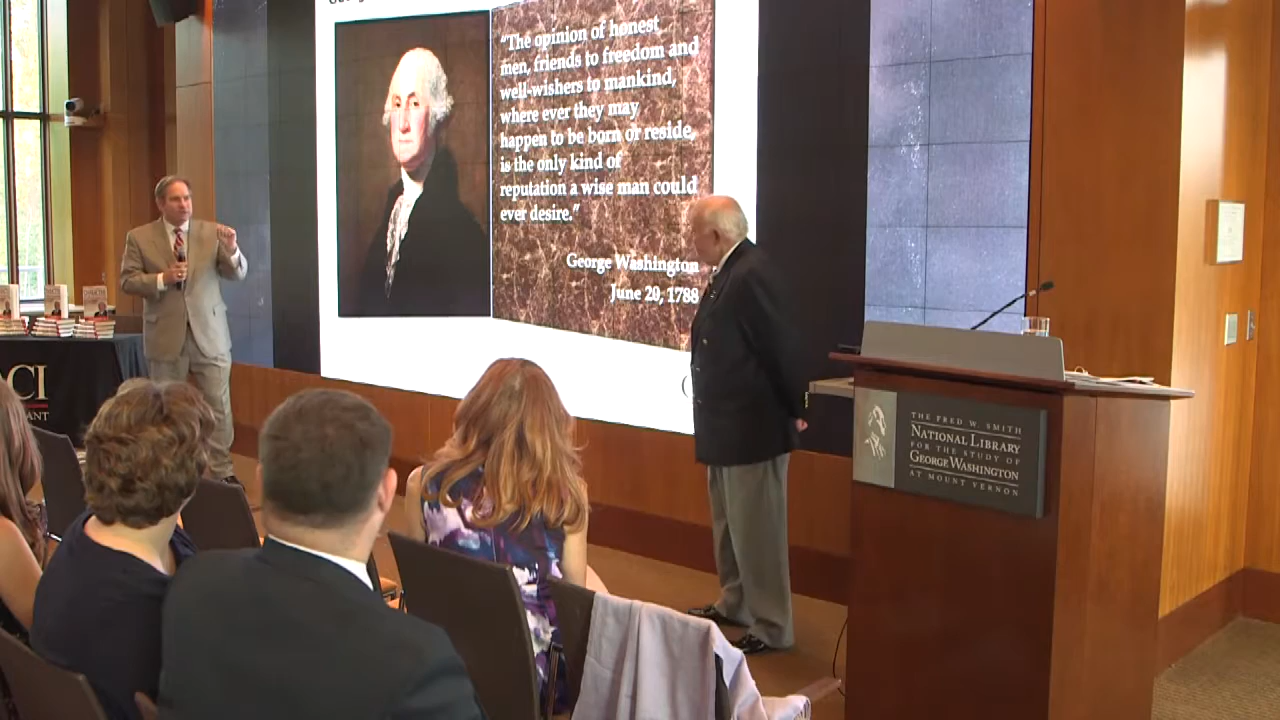 "The opinion of honest
men, friends to freedom and
well-wishers to mankind,
where ever they may
happen to be born or reside,
is the only kind of
reputation a wise man could
ever desire."
George Washington
June 20, 1788
ACI
ANT
THE FRED W. SMITH
NATIONAL LIBRARY
FOR THE STUDY OF
GEORGE WASHINGTON
AT MOUNT VERNON